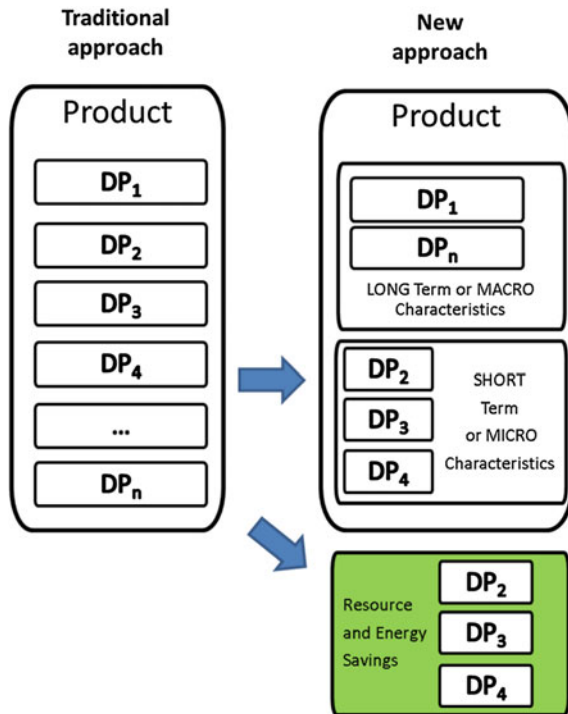 Traditional
approach
Product
DP₁
DP₂
DP₃
DP₄
...
DPₙ
New
approach
Product
DP₁
DPₙ
LONG Term or MACRO
Characteristics
DP₂
DP₃
DP₄
SHORT
Term
or MICRO
Characteristics
Resource
and Energy
Savings
DP₂
DP₃
DP₄